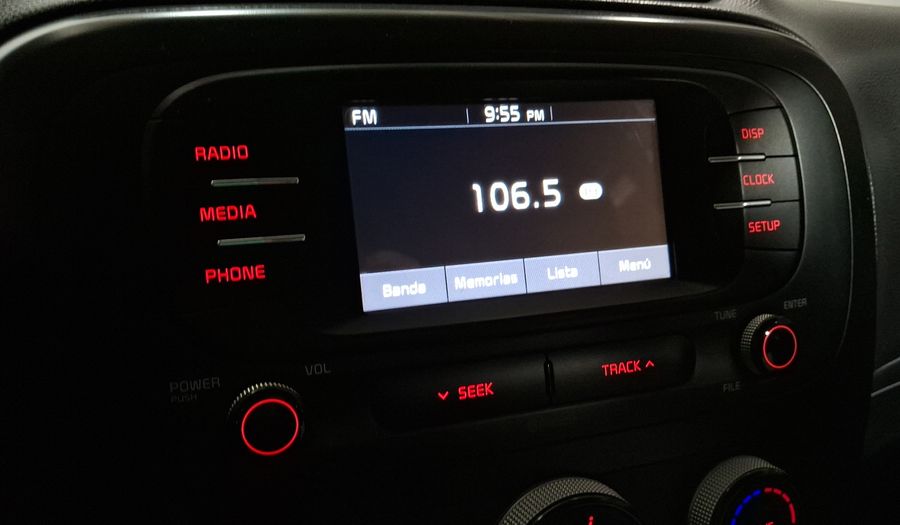 FM 9:55 PM
106.5
Banda Memorias Lista Menú
RADIO
MEDIA
PHONE
DISP
CLOCK
SETUP
POWER
PUSH
VOL
SEEK
TRACK
TUNE
ENTER
FILE